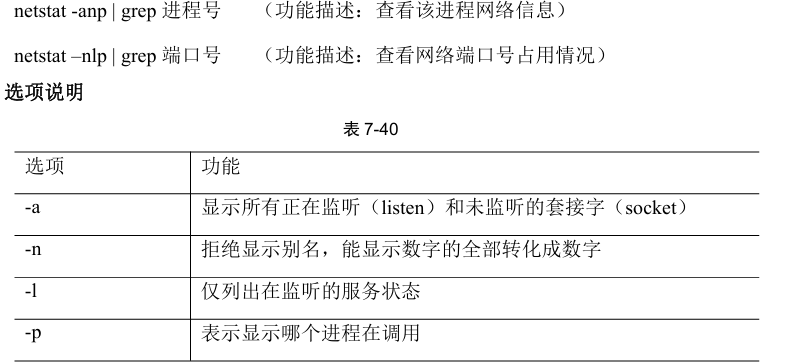 netstat -anp | grep 进程号 （功能描述：查看该进程网络信息）
netstat –nlp | grep 端口号 （功能描述：查看网络端口号占用情况）
选项说明
表 7-40
选项 功能
-a 显示所有正在监听（listen）和未监听的套接字（socket）
-n 拒绝显示别名，能显示数字的全部转化成数字
-l 仅列出在监听的服务状态
-p 表示显示哪个进程在调用